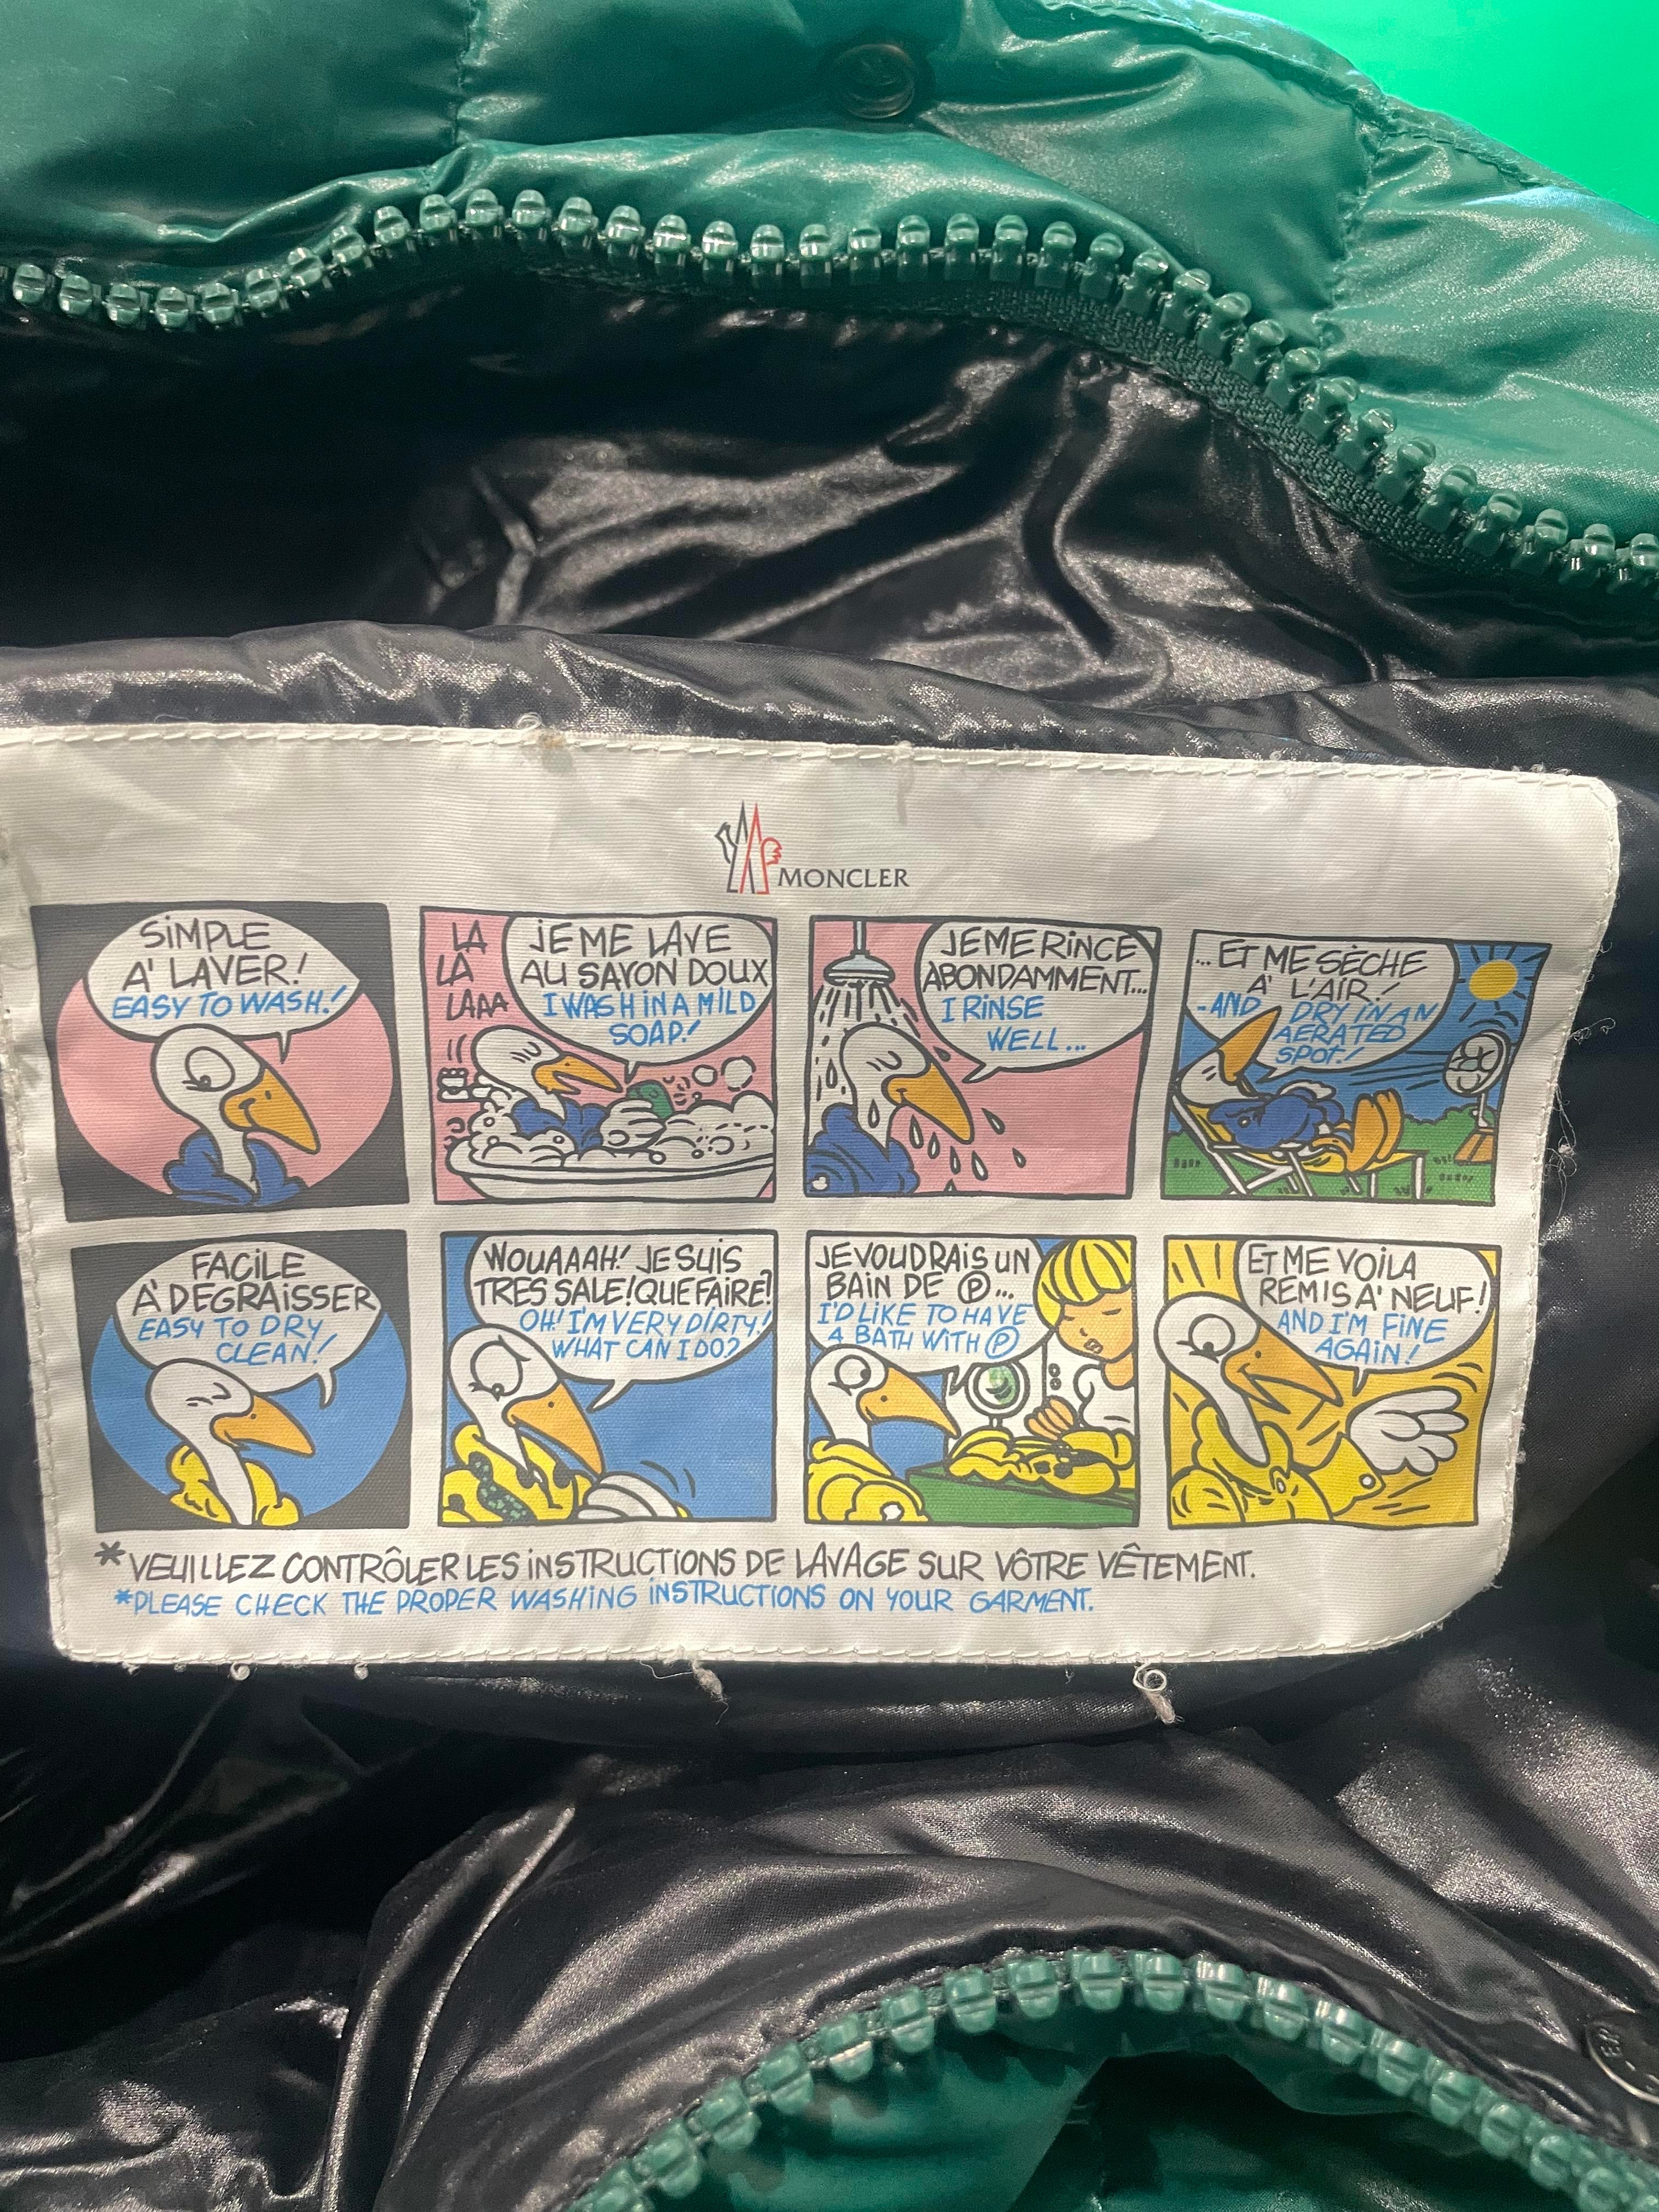 MONCLER
SIMPLE
A' LAVER!
EASY TO WASH!
LA
LA
LAAA
JE ME LAVE
AU SAVON DOUX
I WASH IN A MILD
SOAP!
JE ME RINCE
ABONDAMMENT...
I RINSE
WELL...
... ET ME SÈCHE
A' L'AIR!
-AND DRY IN AN
AERATED
SPOT!
FACILE
A' DEGRAISSER
EASY TO DRY
CLEAN!
WOUAAAH! JE SUIS
TRES SALE! QUE FAIRE?
OH! I'M VERY DIRTY!
WHAT CAN I DO?
JE VOUDRAIS UN
BAIN DE Ⓟ...
I'D LIKE TO HAVE
A BATH WITH Ⓟ
ET ME VOILA
REMIS A' NEUF!
AND I'M FINE
AGAIN!
*VEUILLEZ CONTRÔLER LES INSTRUCTIONS DE LAVAGE SUR VÔTRE VÊTEMENT.
*PLEASE CHECK THE PROPER WASHING INSTRUCTIONS ON YOUR GARMENT.